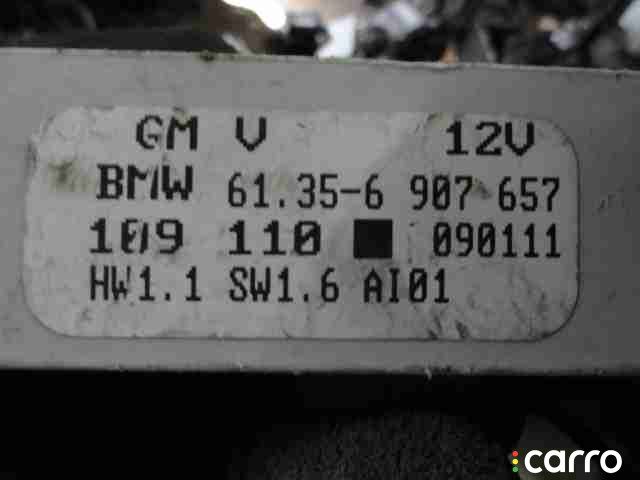 GM V 12V
BMW 61.35-6 907 657
109 110 ■ 090111
HW1.1 SW1.6 AI01
carro